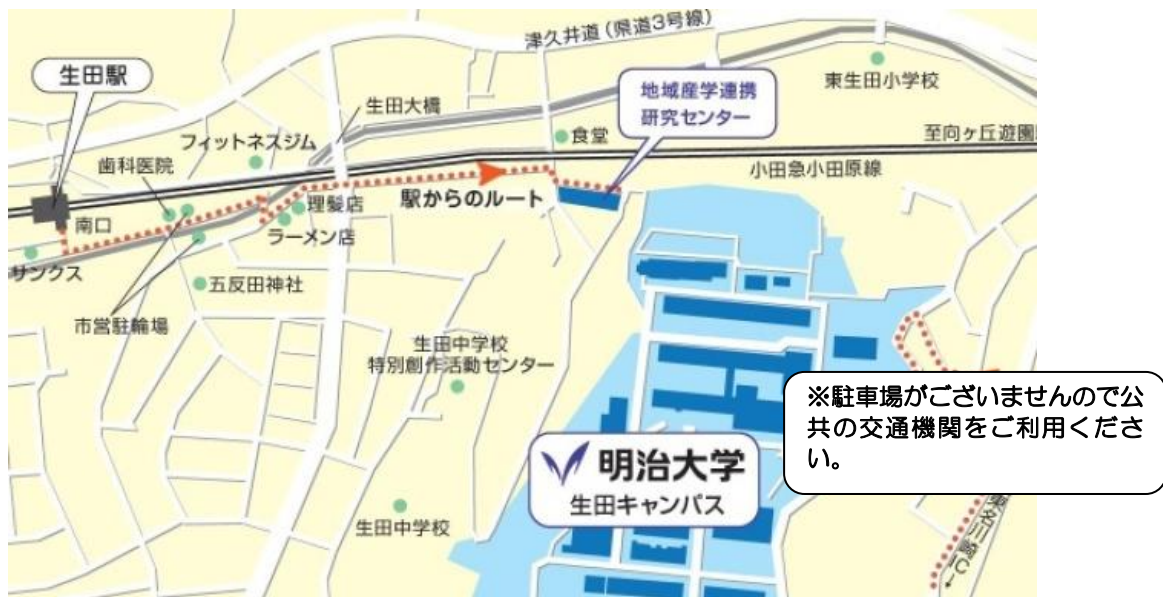 津久井道(県道3号線)
生田駅
地域産学連携
研究センター
東生田小学校
生田大橋
フィットネスジム
食堂
至向ヶ丘遊園
歯科医院
小田急小田原線
南口
理髪店
駅からのルート
ラーメン店
サンクス
五反田神社
市営駐輪場
生田中学校
特別創作活動センター
※駐車場がございませんので公
共の交通機関をご利用くださ
い。
明治大学
生田キャンパス
生田中学校
東名川崎IC